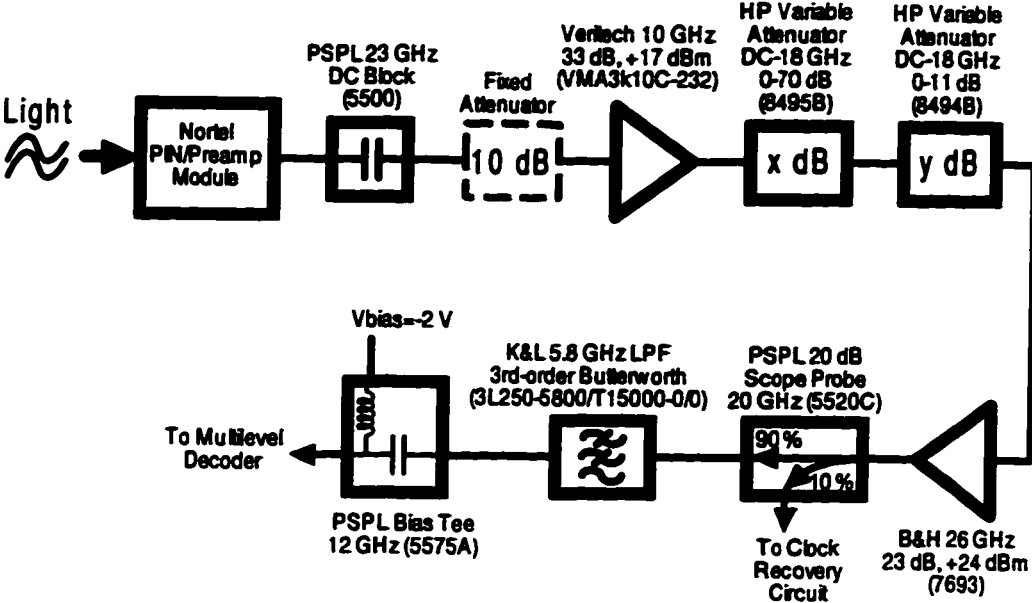 Light
Nortel
PIN/Preamp
Module
PSPL 23 GHz
DC Block
(5500)
Fixed
Attenuator
10 dB
Veritech 10 GHz
33 dB, +17 dBm
(VMA3k10C-232)
HP Variable
Attenuator
DC-18 GHz
0-70 dB
(8495B)
x dB
HP Variable
Attenuator
DC-18 GHz
0-11 dB
(8494B)
y dB
Vbias=-2 V
To Multilevel
Decoder
PSPL Bias Tee
12 GHz (5575A)
K&L 5.8 GHz LPF
3rd-order Butterworth
(3L250-5800/T15000-0/0)
PSPL 20 dB
Scope Probe
20 GHz (5520C)
90 %
10 %
To Clock
Recovery
Circuit
B&H 26 GHz
23 dB, +24 dBm
(7693)